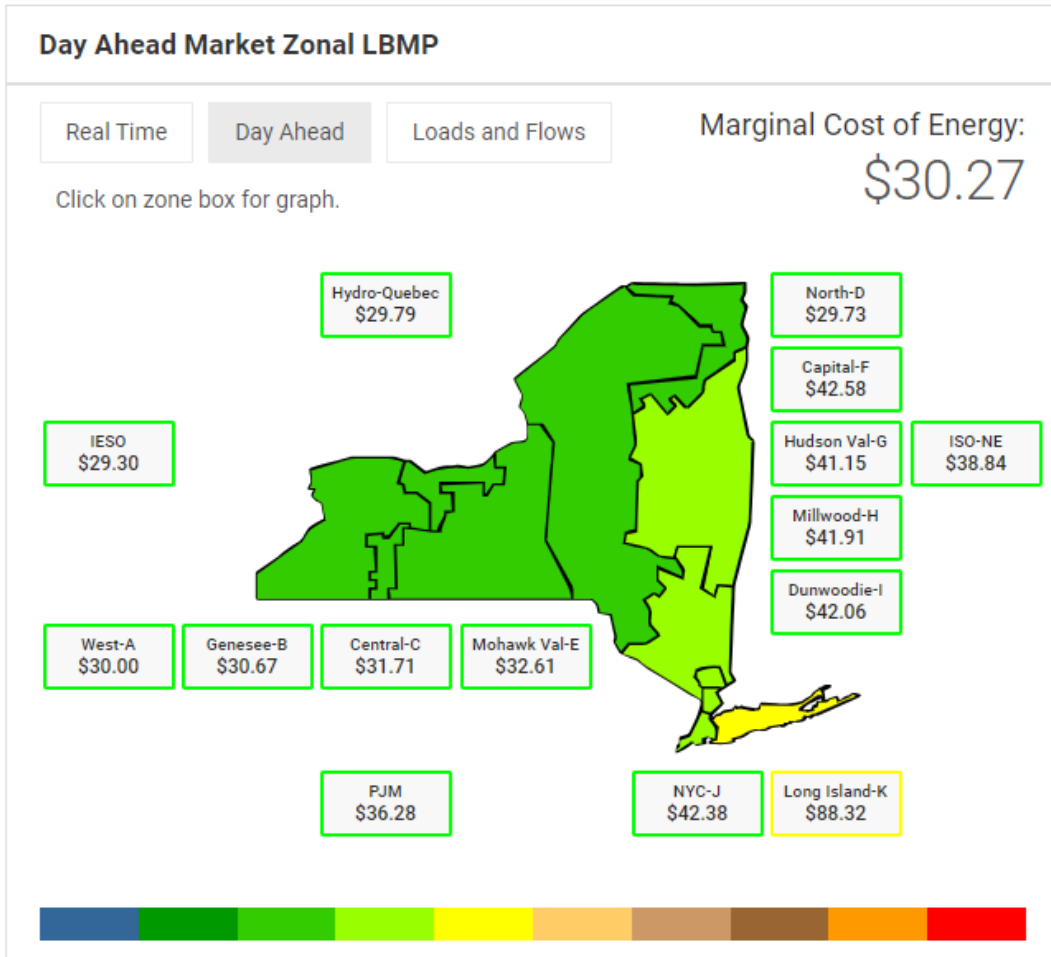 Day Ahead Market Zonal LBMP
Real Time
Day Ahead
Loads and Flows
Marginal Cost of Energy:
$30.27
Click on zone box for graph.
Hydro-Quebec
$29.79
North-D
$29.73
Capital-F
$42.58
IESO
$29.30
Hudson Val-G
$41.15
ISO-NE
$38.84
Millwood-H
$41.91
Dunwoodie-I
$42.06
West-A
$30.00
Genesee-B
$30.67
Central-C
$31.71
Mohawk Val-E
$32.61
PJM
$36.28
NYC-J
$42.38
Long Island-K
$88.32